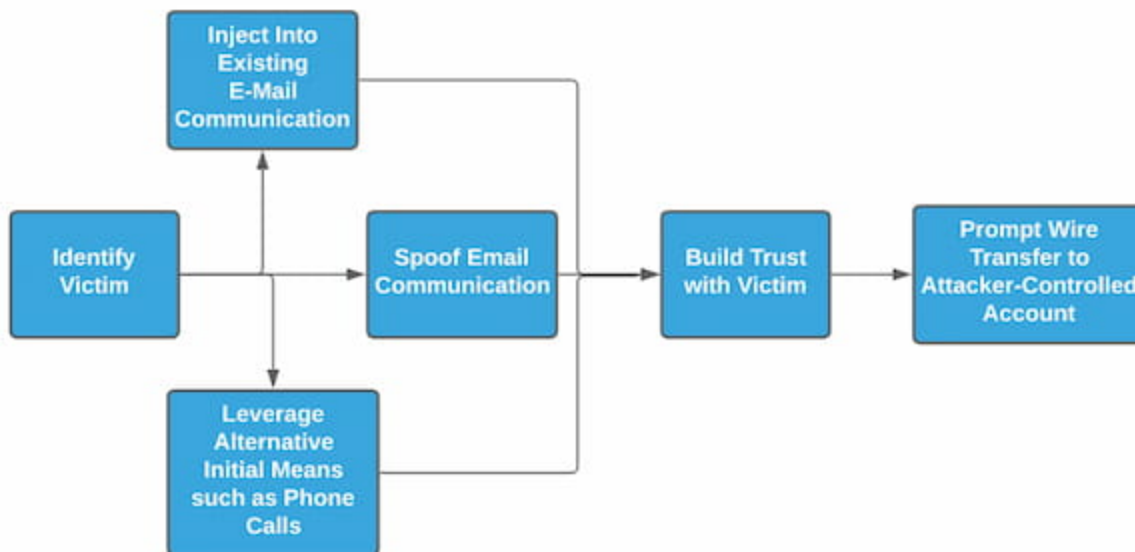 Inject Into
Existing
E-Mail
Communication
Identify
Victim
Spoof Email
Communication
Build Trust
with Victim
Prompt Wire
Transfer to
Attacker-Controlled
Account
Leverage
Alternative
Initial Means
such as Phone
Calls